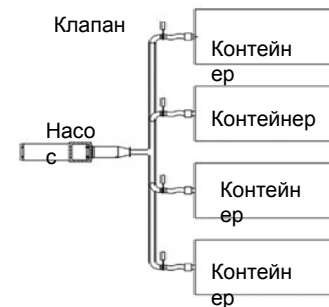 Клапан
Контейн
ер
Контейнер
Насо
с
Контейн
ер
Контейн
ер